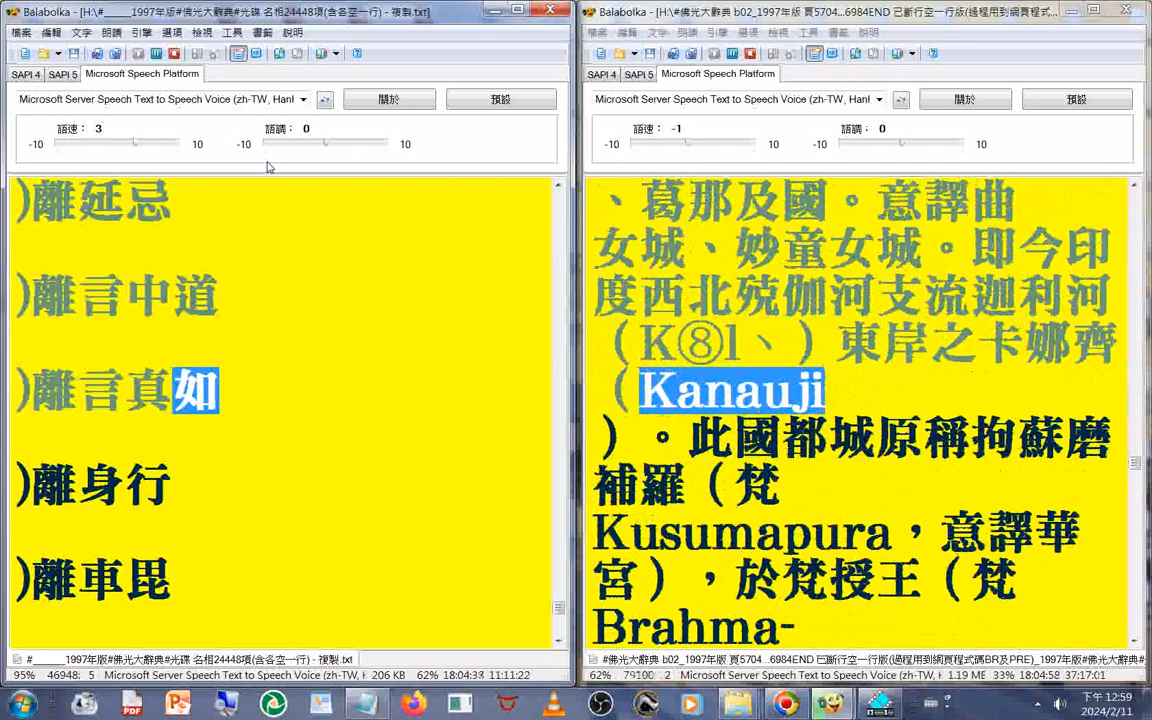 Balabolka - [H:\#_____1997年版#佛光大辭典#光碟 名相24448項(含各空一行) - 複製.txt]
檔案 編輯 文字 朗讀 引擎 選項 檢視 工具 書籤 說明
SAPI 4 SAPI 5 Microsoft Speech Platform
Microsoft Server Speech Text to Speech Voice (zh-TW, Hanl
關於 預設
語速： 3 語調： 0
-10 10 -10 10
)離延忌
)離言中道
)離言真如
)離身行
)離車毘
#_____1997年版#佛光大辭典#光碟 名相24448項(含各空一行) - 複製.txt
95% 46948: 5 Microsoft Server Speech Text to Speech Voice (zh-TW, H 206 KB 62% 18:04:38 11:11:22
Balabolka - [H:\#佛光大辭典 b02_1997年版 頁5704...6984END 已斷行空一行版(過程用到網頁程式...
檔案 編輯 文字 朗讀 引擎 選項 檢視 工具 書籤 說明
SAPI 4 SAPI 5 Microsoft Speech Platform
Microsoft Server Speech Text to Speech Voice (zh-TW, Hanl
關於 預設
語速： -1 語調： 0
-10 10 -10 10
、葛那及國。意譯曲
女城、妙童女城。即今印
度西北殑伽河支流迦利河
（K⑧l、）東岸之卡娜齊
（Kanauji
）。此國都城原稱拘蘇磨
補羅（梵
Kusumapura，意譯華
宮），於梵授王（梵
Brahma-
#佛光大辭典 b02_1997年版 頁5704...6984END 已斷行空一行版(過程用到網頁程式碼BR及PRE)_1997年版#
62% 79100: 2 Microsoft Server Speech Text to Speech Voice (zh-TW, H 1.19 MB 33% 18:04:58 37:17:01
下午 12:59
2024/2/11